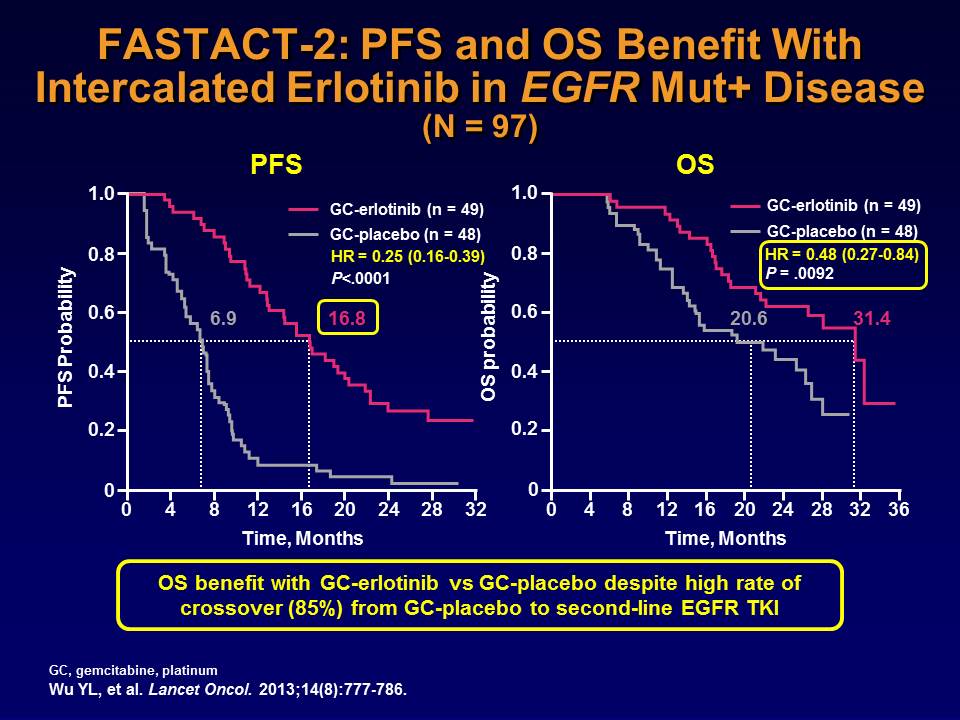 FASTACT-2: PFS and OS Benefit With
Intercalated Erlotinib in EGFR Mut+ Disease
(N = 97)
PFS
1.0
0.8
0.6
0.4
0.2
0
PFS Probability
GC-erlotinib (n = 49)
GC-placebo (n = 48)
HR = 0.25 (0.16-0.39)
P<.0001
6.9
16.8
0 4 8 12 16 20 24 28 32
Time, Months
OS
1.0
0.8
0.6
0.4
0.2
0
OS probability
GC-erlotinib (n = 49)
GC-placebo (n = 48)
HR = 0.48 (0.27-0.84)
P = .0092
20.6
31.4
0 4 8 12 16 20 24 28 32 36
Time, Months
OS benefit with GC-erlotinib vs GC-placebo despite high rate of
crossover (85%) from GC-placebo to second-line EGFR TKI
GC, gemcitabine, platinum
Wu YL, et al. Lancet Oncol. 2013;14(8):777-786.